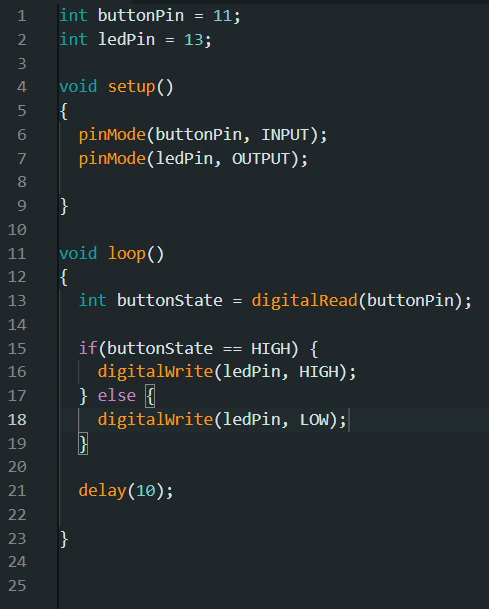 1 int buttonPin = 11;
2 int ledPin = 13;
3
4 void setup()
5 {
6   pinMode(buttonPin, INPUT);
7   pinMode(ledPin, OUTPUT);
8
9 }
10
11 void loop()
12 {
13   int buttonState = digitalRead(buttonPin);
14
15   if(buttonState == HIGH) {
16     digitalWrite(ledPin, HIGH);
17   } else {
18     digitalWrite(ledPin, LOW);
19   }
20
21   delay(10);
22
23 }
24
25